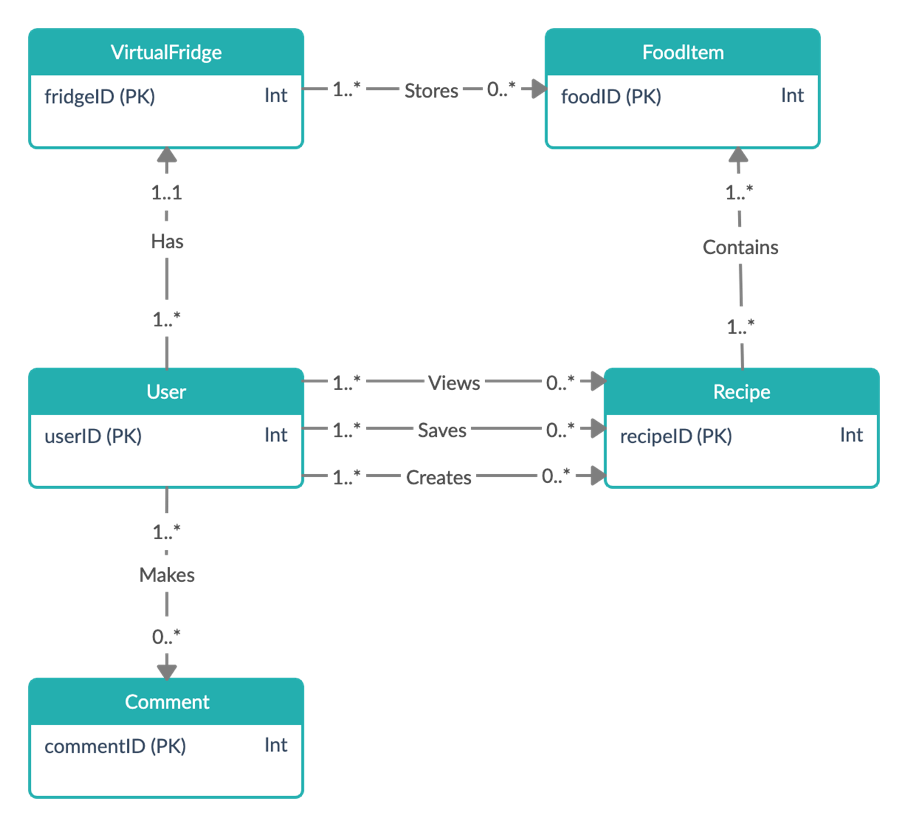 VirtualFridge
fridgeID (PK) Int
1..* Stores 0..*
FoodItem
foodID (PK) Int
1..1
Has
1..*
1..*
Contains
1..*
User
userID (PK) Int
1..* Views 0..*
1..* Saves 0..*
1..* Creates 0..*
Recipe
recipeID (PK) Int
1..*
Makes
0..*
Comment
commentID (PK) Int